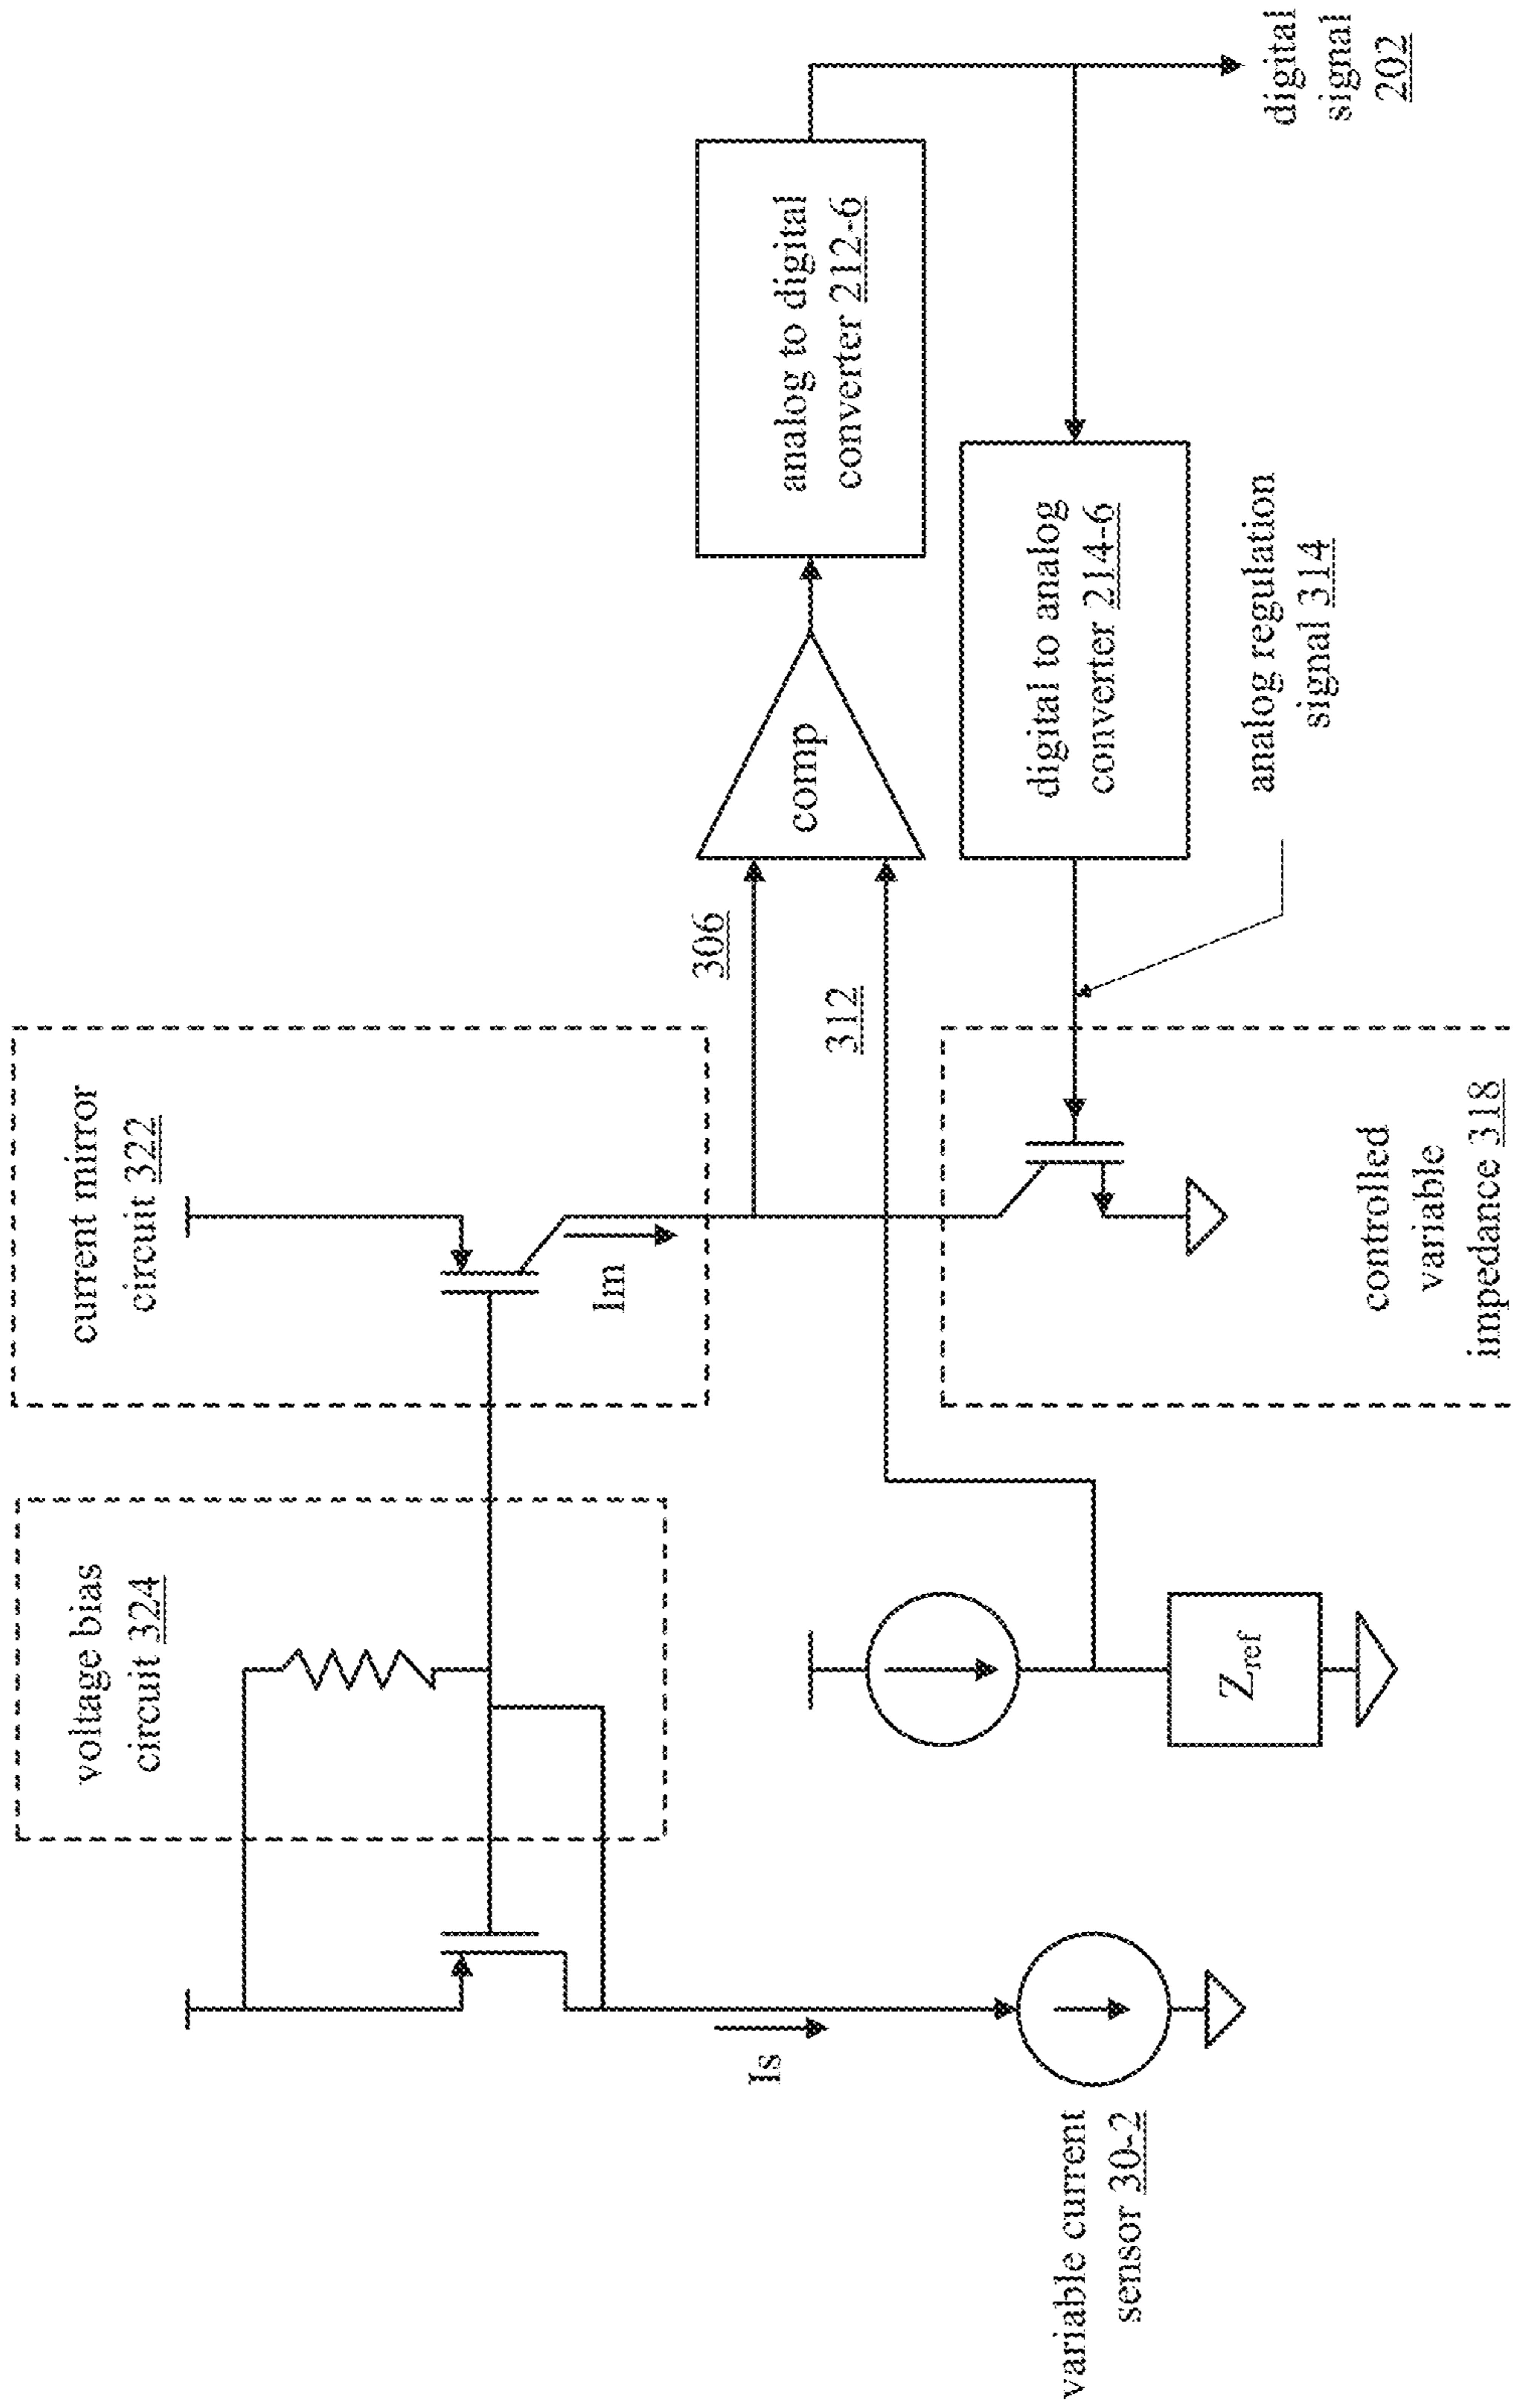 voltage bias
circuit 324
current mirror
circuit 322
Im
Is
variable current
sensor 30-2
Zref
306
312
comp
analog to digital
converter 212-6
digital to analog
converter 214-6
analog regulation
signal 314
controlled
variable
impedance 318
digital
signal
202